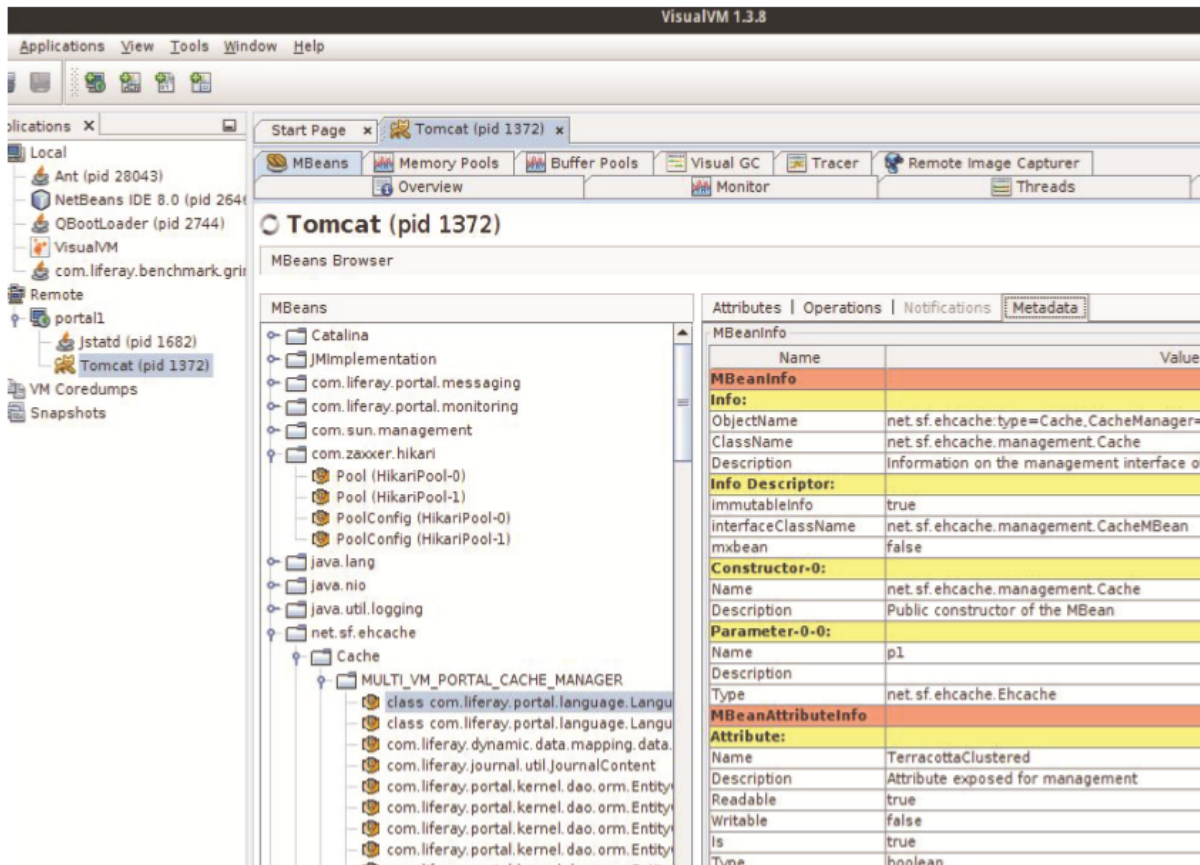 VisualVM 1.3.8
Applications View Tools Window Help
plications X
Start Page x Tomcat (pid 1372) x
Local
Ant (pid 28043)
NetBeans IDE 8.0 (pid 264
QBootLoader (pid 2744)
VisualVM
com.liferay.benchmark.gri
Remote
portal1
Jstatd (pid 1682)
Tomcat (pid 1372)
VM Coredumps
Snapshots
MBeans Memory Pools Buffer Pools Visual GC Tracer Remote Image Capturer
Overview Monitor Threads
Tomcat (pid 1372)
MBeans Browser
MBeans
Catalina
JMImplementation
com.liferay.portal.messaging
com.liferay.portal.monitoring
com.sun.management
com.zaxxer.hikari
Pool (HikariPool-0)
Pool (HikariPool-1)
PoolConfig (HikariPool-0)
PoolConfig (HikariPool-1)
java.lang
java.nio
java.util.logging
net.sf.ehcache
Cache
MULTI_VM_PORTAL_CACHE_MANAGER
class com.liferay.portal.language.Langu
class com.liferay.portal.language.Langu
com.liferay.dynamic.data.mapping.data.
com.liferay.journal.util.JournalContent
com.liferay.portal.kernel.dao.orm.Entity
com.liferay.portal.kernel.dao.orm.Entity
com.liferay.portal.kernel.dao.orm.Entity
com.liferay.portal.kernel.dao.orm.Entity
Attributes | Operations | Notifications | Metadata
MBeanInfo
Name Value
MBeanInfo
Info:
ObjectName net.sf.ehcache:type=Cache,CacheManager=
ClassName net.sf.ehcache.management.Cache
Description Information on the management interface o
Info Descriptor:
immutableInfo true
interfaceClassName net.sf.ehcache.management.CacheMBean
mxbean false
Constructor-0:
Name net.sf.ehcache.management.Cache
Description Public constructor of the MBean
Parameter-0-0:
Name p1
Description
Type net.sf.ehcache.Ehcache
MBeanAttributeInfo
Attribute:
Name TerracottaClustered
Description Attribute exposed for management
Readable true
Writable false
Is true
Type boolean